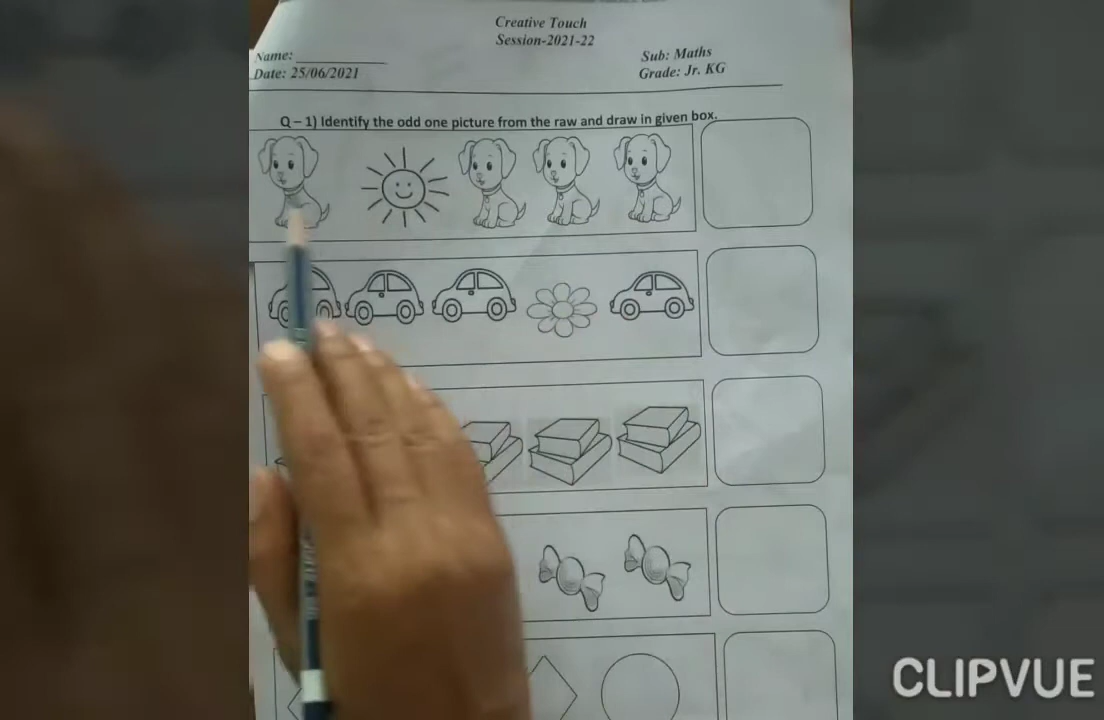 Creative Touch
Session-2021-22
Name:
Sub: Maths
Date: 25/06/2021
Grade: Jr. KG
Q – 1) Identify the odd one picture from the raw and draw in given box.
CLIPVUE